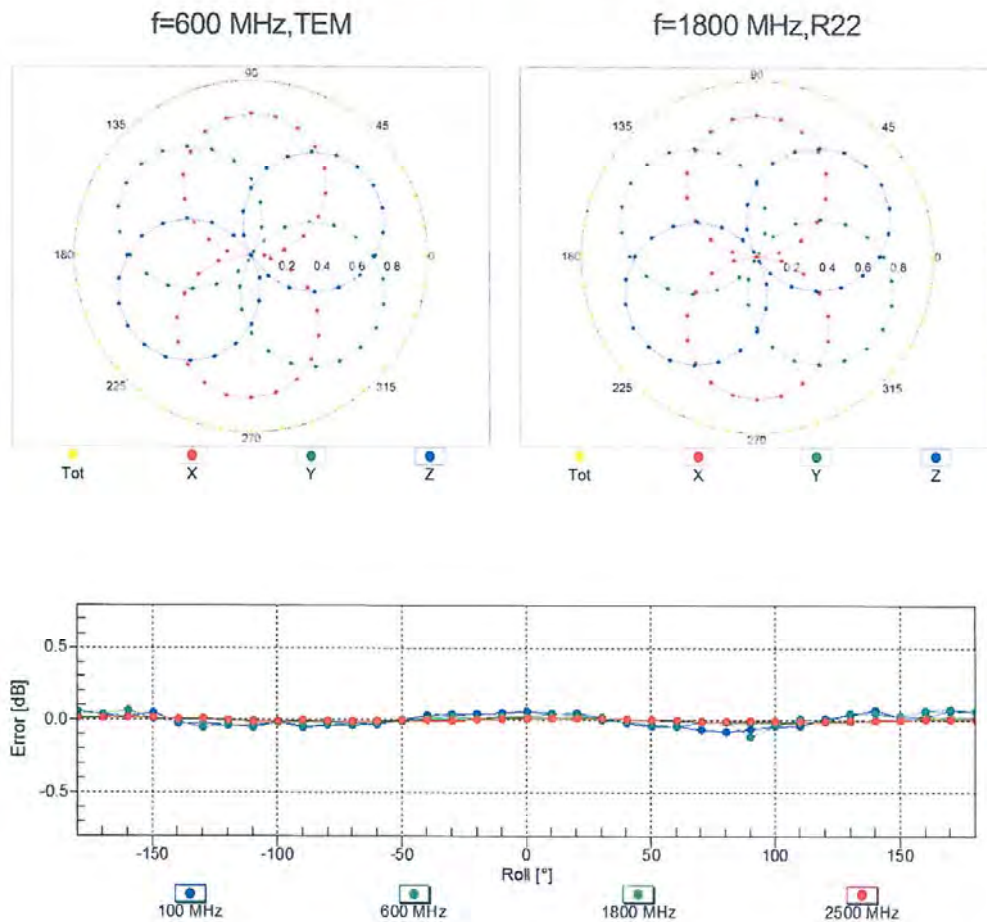 f=600 MHz,TEM
f=1800 MHz,R22
90
135
45
180
0.2 0.4 0.6 0.8
0
225
315
270
Tot X Y Z
90
135
45
180
0.2 0.4 0.6 0.8
0
225
315
270
Tot X Y Z
Error [dB]
0.5
0.0
-0.5
-150 -100 -50 0 50 100 150
Roll [°]
100 MHz 600 MHz 1800 MHz 2500 MHz